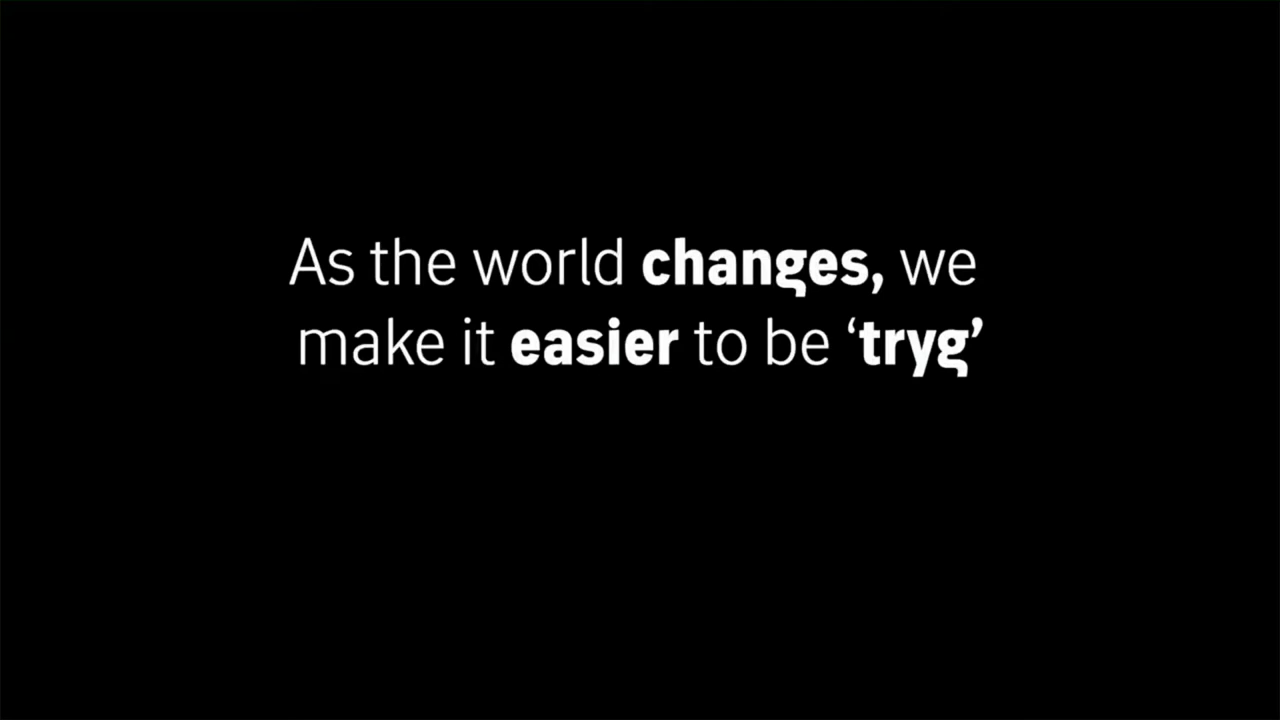 As the world changes, we
make it easier to be ‘tryg’